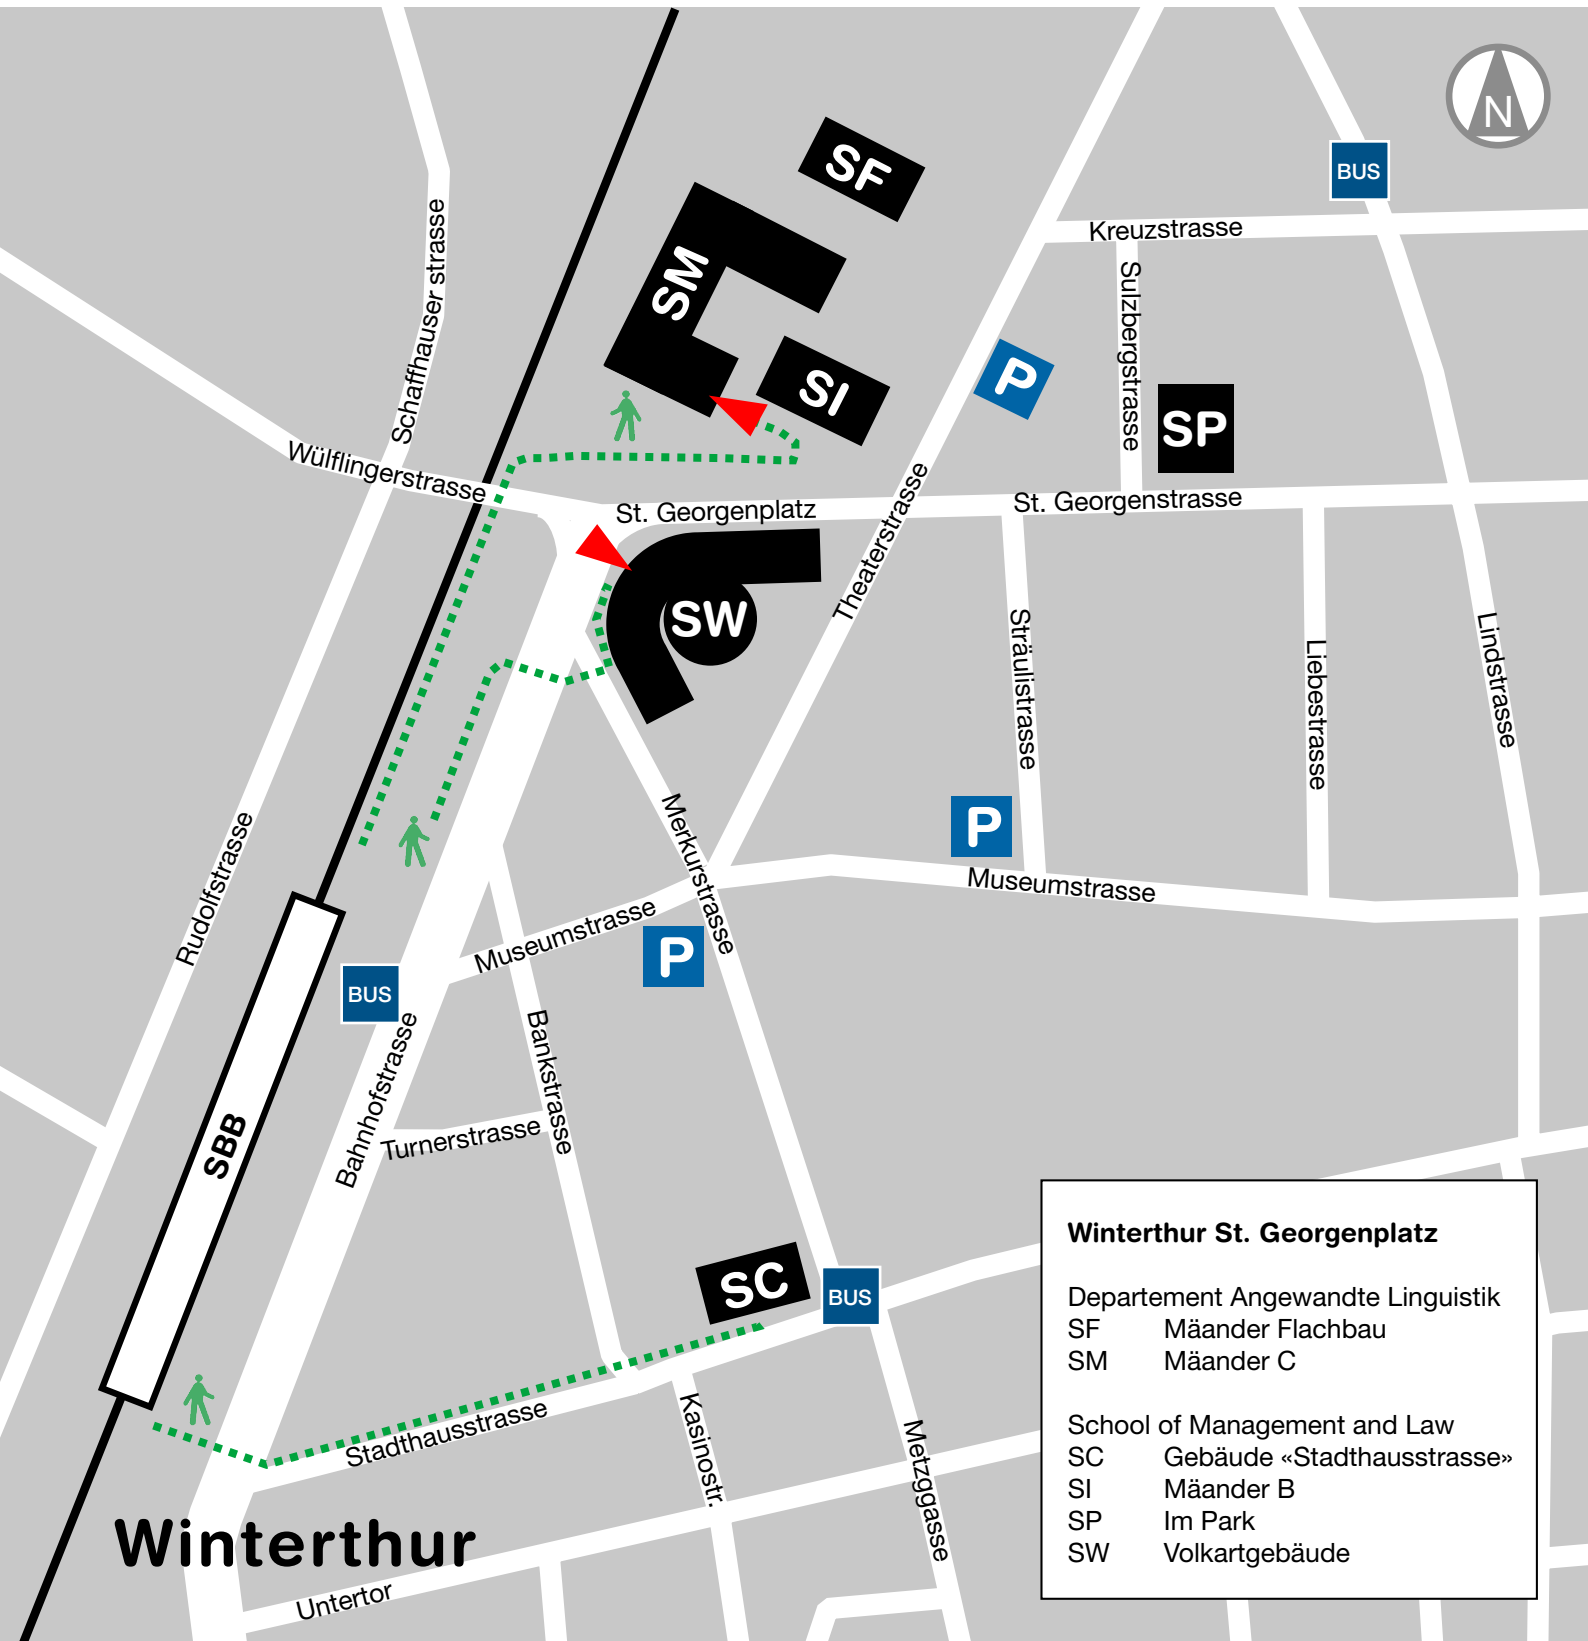 N
SF
BUS
Kreuzstrasse
Schaffhauser strasse
SM
Sulzbergstrasse
P
SI
SP
Wülflingerstrasse
St. Georgenplatz
St. Georgenstrasse
Theaterstrasse
SW
Sträulistrasse
Liebestrasse
Lindstrasse
Merkurstrasse
P
Rudolfstrasse
Museumstrasse
Museumstrasse
P
BUS
Bahnhofstrasse
Bankstrasse
SBB
Turnerstrasse
SC
BUS
Stadthausstrasse
Kasinostr.
Metzggasse
Winterthur
Untertor
Winterthur St. Georgenplatz
Departement Angewandte Linguistik
SF Mäander Flachbau
SM Mäander C
School of Management and Law
SC Gebäude «Stadthausstrasse»
SI Mäander B
SP Im Park
SW Volkartgebäude